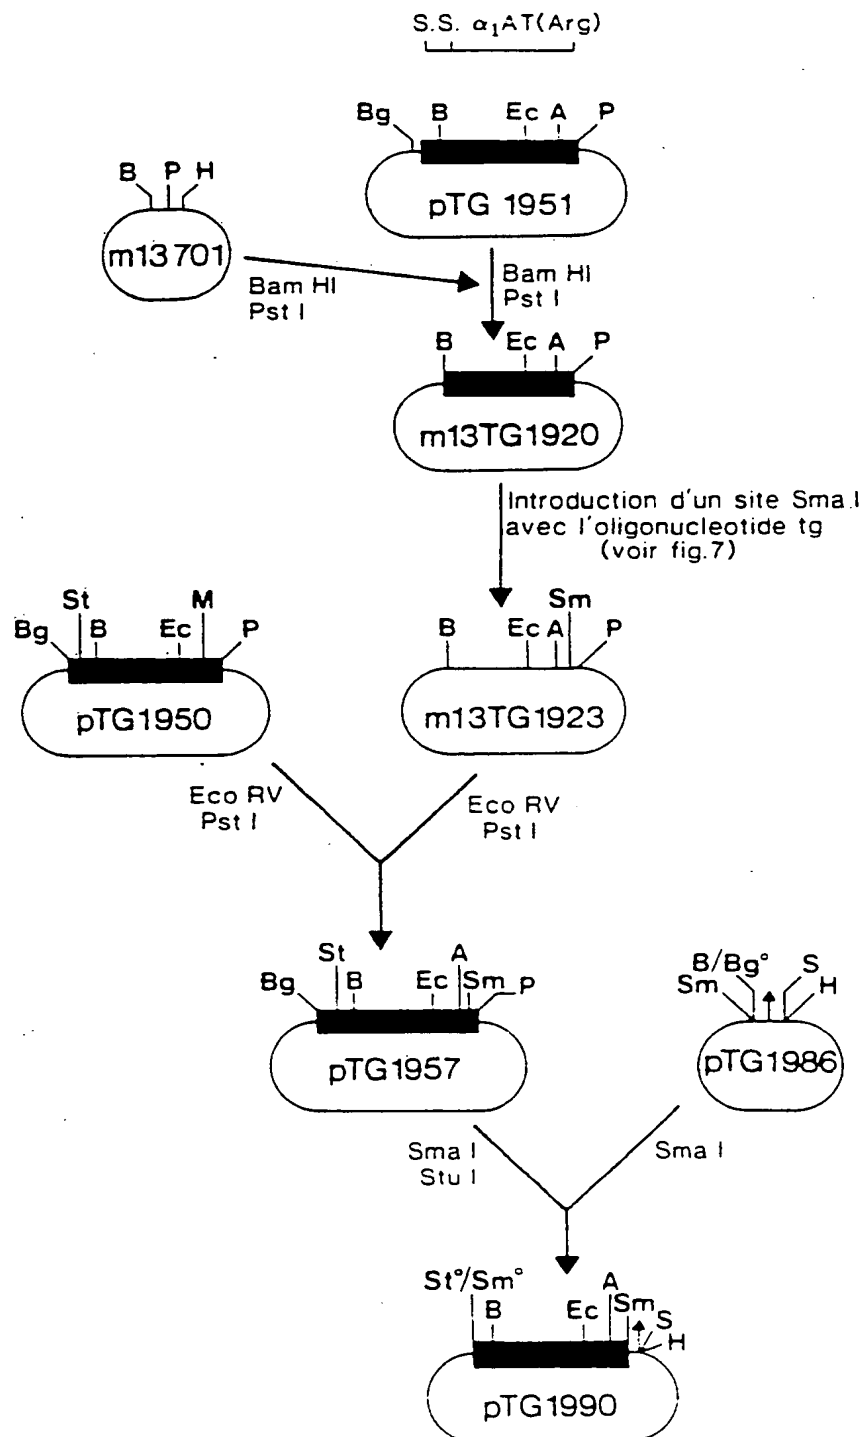 S.S. α₁AT(Arg)
Bg B Ec A P
pTG 1951
B P H
m13701
Bam HI
Pst I
Bam HI
Pst I
B Ec A P
m13TG1920
Introduction d'un site Sma I
avec l'oligonucleotide tg
(voir fig.7)
Bg St B Ec M P
pTG1950
B Ec A Sm P
m13TG1923
Eco RV
Pst I
Eco RV
Pst I
Bg St B Ec A Sm P
pTG1957
Sm B/Bg° S H
pTG1986
Sma I
Stu I
Sma I
St°/Sm° B Ec A Sm S H
pTG1990